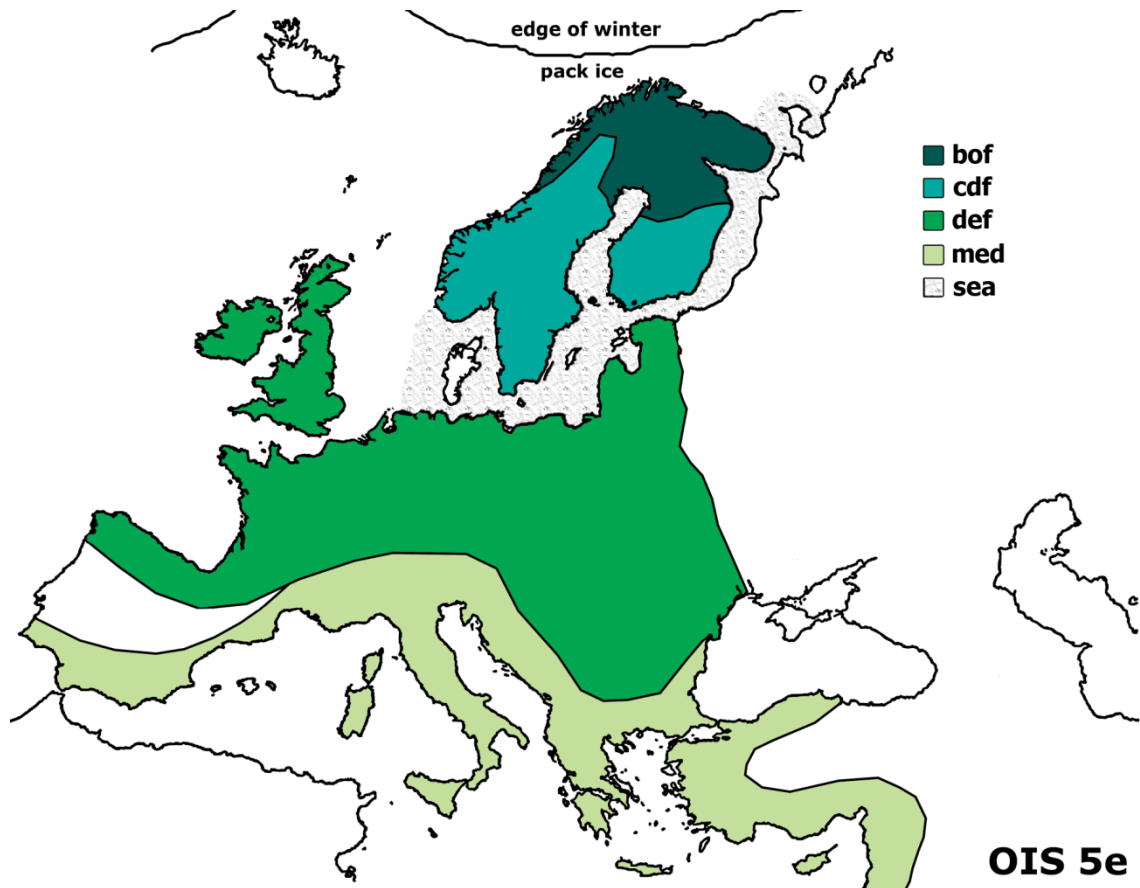 edge of winter
pack ice
bof
cdf
def
med
sea
OIS 5e